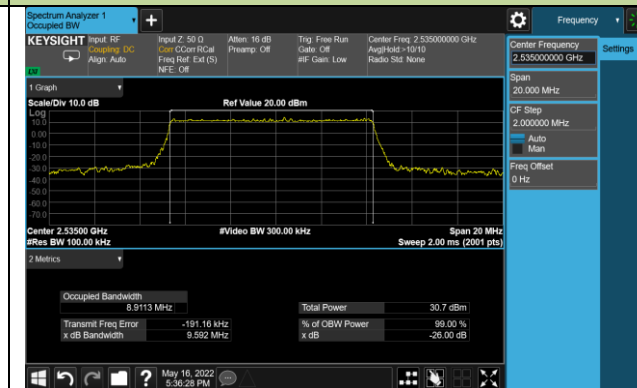 Spectrum Analyzer 1
Occupied BW
+
Frequency
KEYSIGHT
Input: RF
Coupling: DC
Align: Auto
Input Z: 50 Ω
Corr CCorr RCal
Freq Ref: Ext (S)
NFE: Off
Atten: 16 dB
Preamp: Off
Trig: Free Run
Gate: Off
#IF Gain: Low
Center Freq: 2.535000000 GHz
Avg|Hold:>10/10
Radio Std: None
LW
Center Frequency
2.535000000 GHz
Settings
Span
20.000 MHz
CF Step
2.000000 MHz
Auto
Man
Freq Offset
0 Hz
1 Graph
Scale/Div 10.0 dB
Ref Value 20.00 dBm
Log
10.0
0.00
-10.0
-20.0
-30.0
-40.0
-50.0
-60.0
-70.0
Center 2.53500 GHz
#Video BW 300.00 kHz
Span 20 MHz
#Res BW 100.00 kHz
Sweep 2.00 ms (2001 pts)
2 Metrics
Occupied Bandwidth
8.9113 MHz
Total Power 30.7 dBm
Transmit Freq Error -191.16 kHz
% of OBW Power 99.00 %
x dB Bandwidth 9.592 MHz
x dB -26.00 dB
?
May 16, 2022
5:36:28 PM